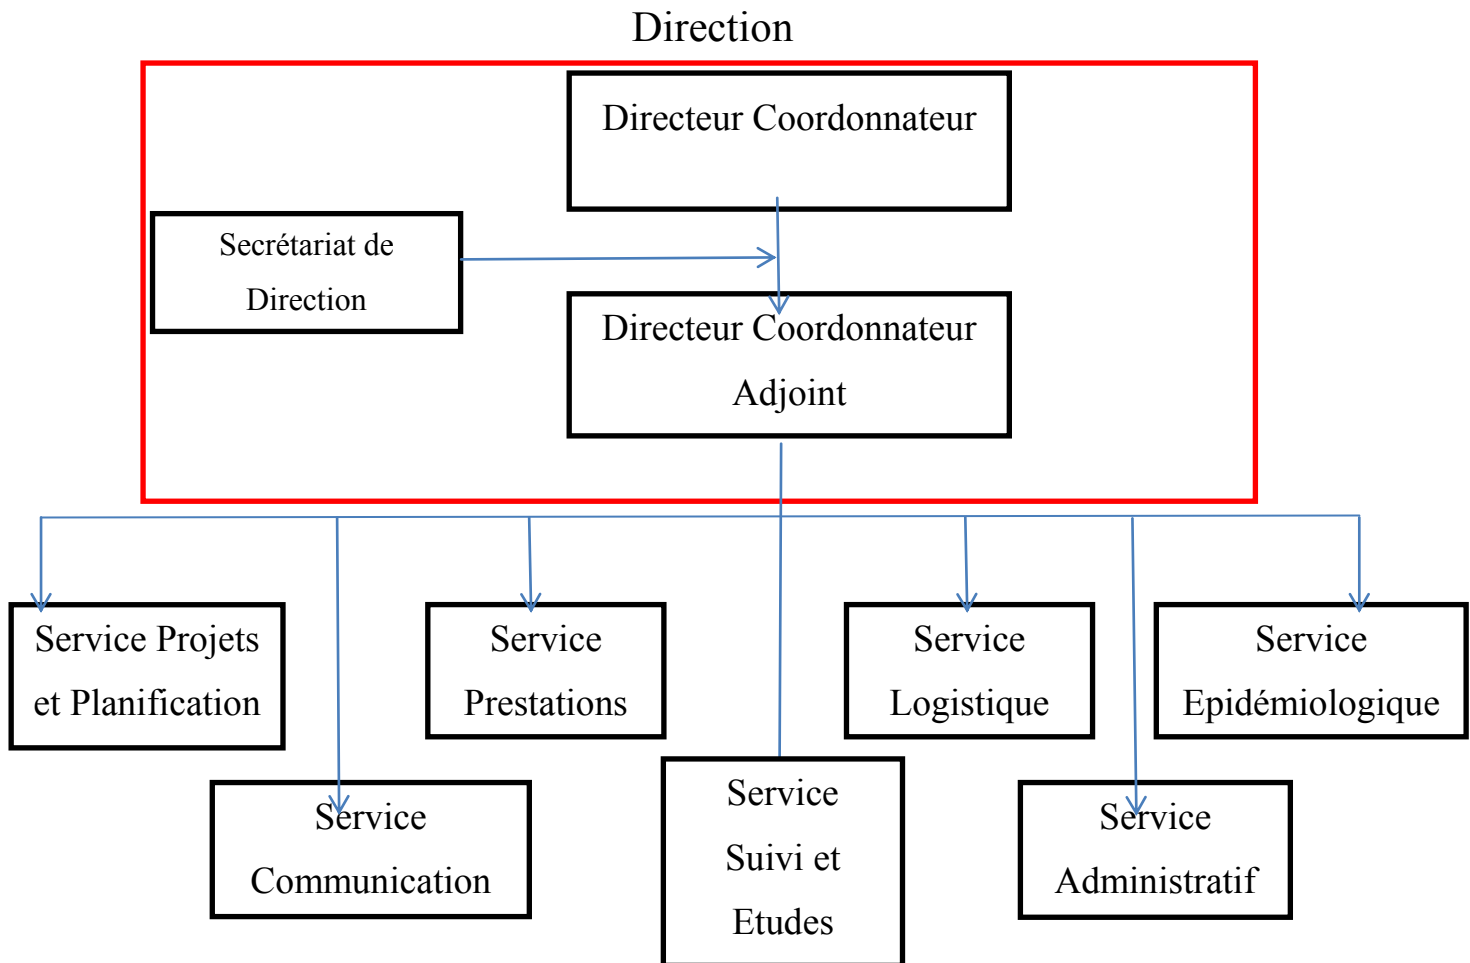 Direction
Directeur Coordonnateur
Secrétariat de
Direction
Directeur Coordonnateur
Adjoint
Service Projets
et Planification
Service
Prestations
Service
Logistique
Service
Epidémiologique
Service
Communication
Service
Suivi et
Etudes
Service
Administratif